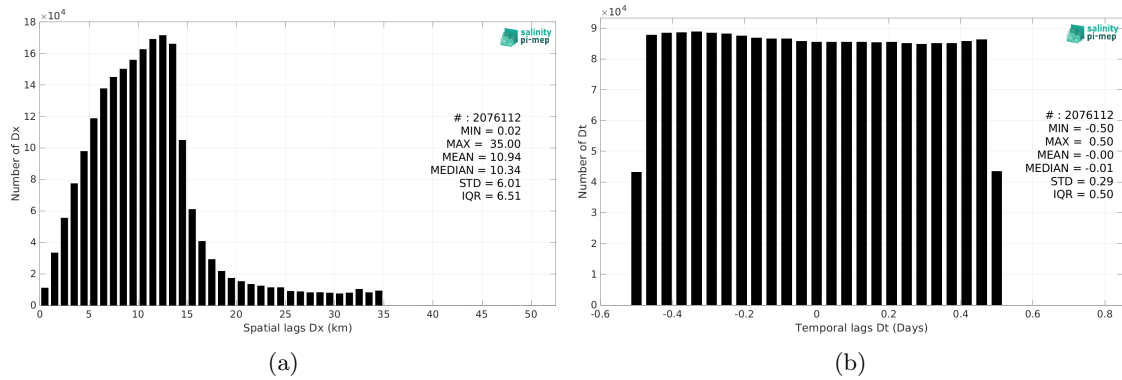 ×10⁴
18
16
14
12
10
8
6
4
2
0
Number of Dx
salinity
pi-mep
# : 2076112
MIN = 0.02
MAX = 35.00
MEAN = 10.94
MEDIAN = 10.34
STD = 6.01
IQR = 6.51
0 5 10 15 20 25 30 35 40 45 50
Spatial lags Dx (km)
(a)
×10⁴
9
8
7
6
5
4
3
2
1
0
Number of Dt
salinity
pi-mep
# : 2076112
MIN = -0.50
MAX = 0.50
MEAN = -0.00
MEDIAN = -0.01
STD = 0.29
IQR = 0.50
-0.6 -0.4 -0.2 0 0.2 0.4 0.6 0.8
Temporal lags Dt (Days)
(b)